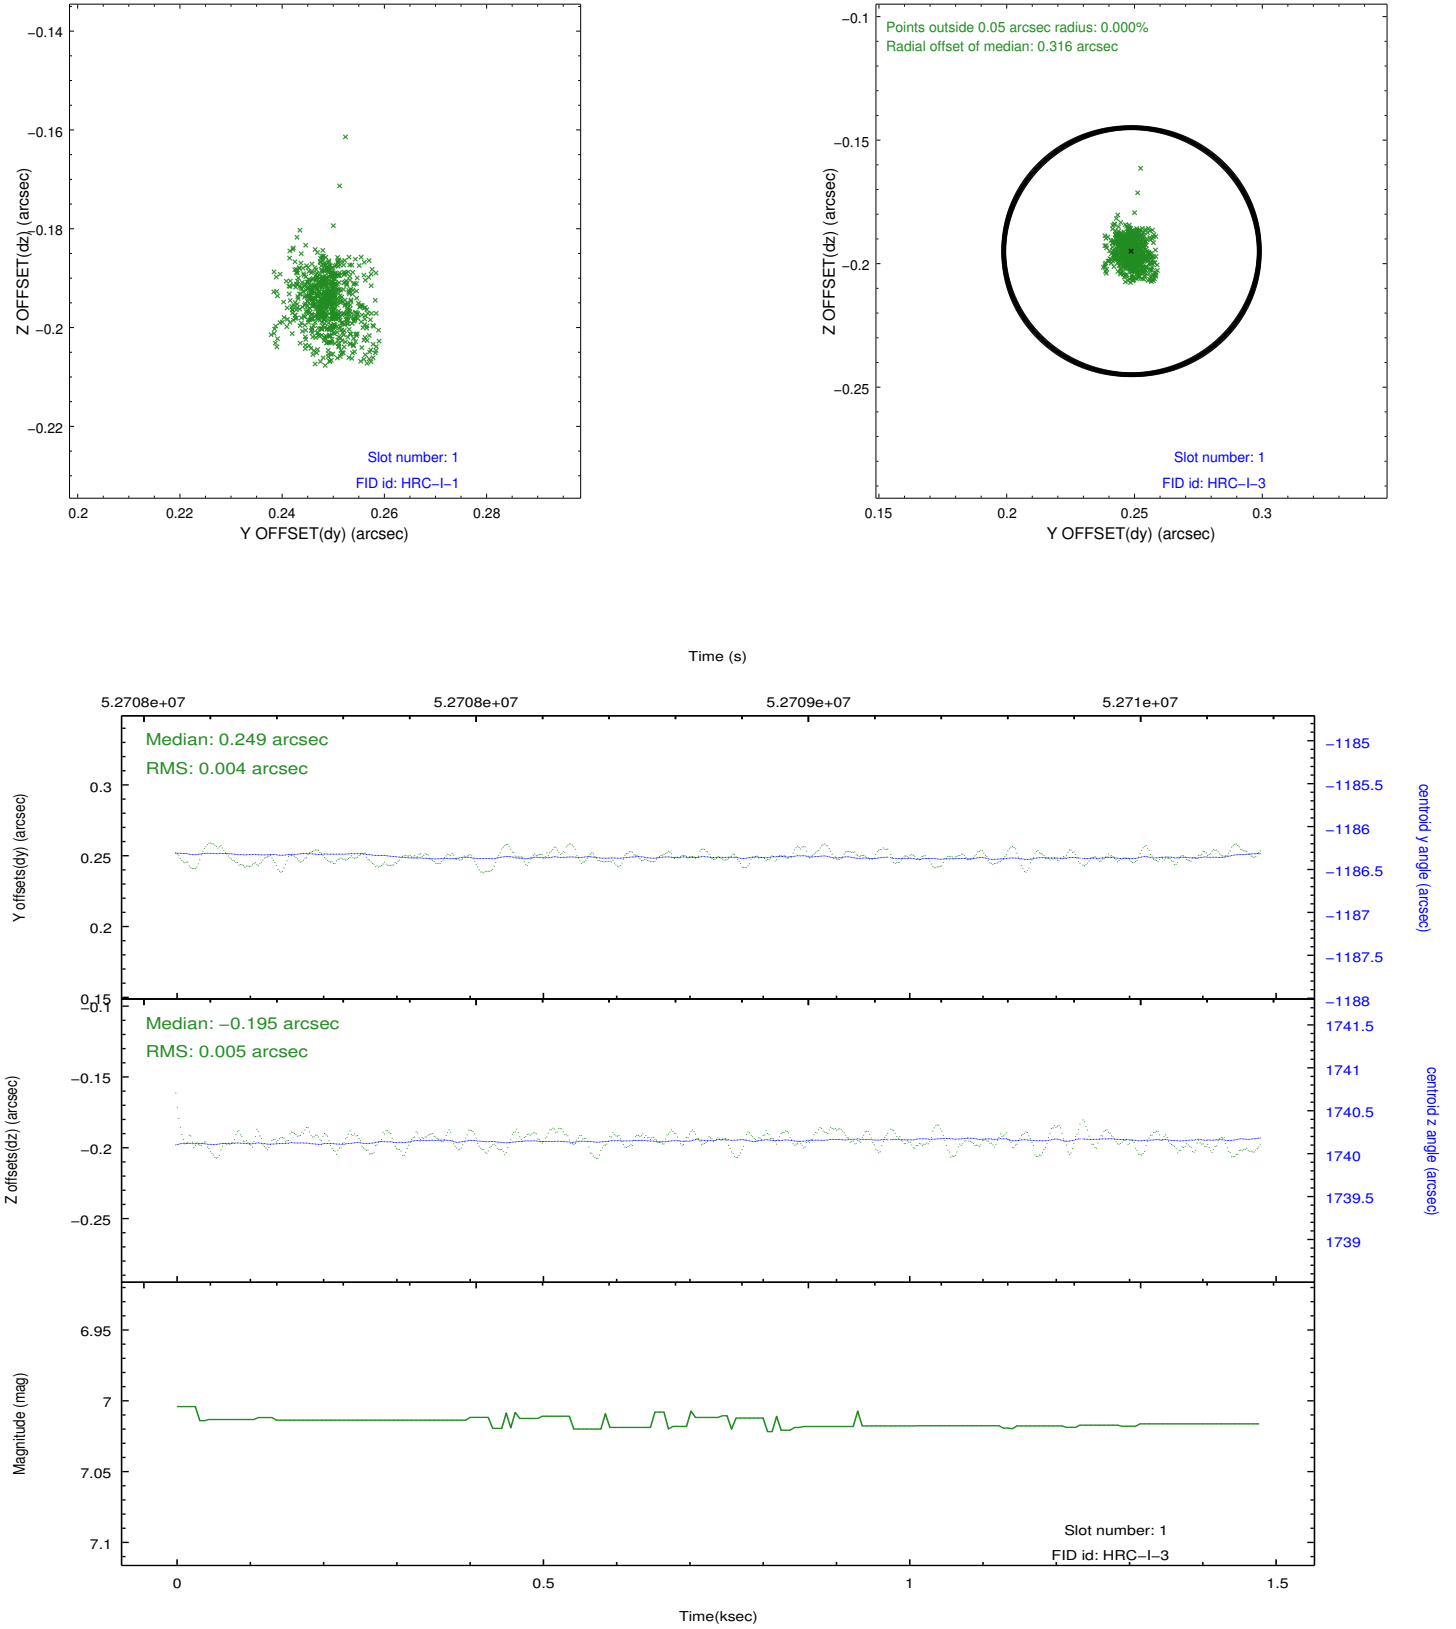 −0.14
−0.16
−0.18
−0.2
−0.22
Z OFFSET(dz) (arcsec)
Slot number: 1
FID id: HRC−I−1
0.2
0.22
0.24
0.26
0.28
Y OFFSET(dy) (arcsec)
Points outside 0.05 arcsec radius: 0.000%
Radial offset of median: 0.316 arcsec
−0.1
−0.15
−0.2
−0.25
Z OFFSET(dz) (arcsec)
Slot number: 1
FID id: HRC−I−3
0.15
0.2
0.25
0.3
Y OFFSET(dy) (arcsec)
Time (s)
5.2708e+07
5.2708e+07
5.2709e+07
5.271e+07
Median: 0.249 arcsec
RMS: 0.004 arcsec
0.3
0.25
0.2
0.15
Y offsets(dy) (arcsec)
−1185
−1185.5
−1186
−1186.5
−1187
−1187.5
−1188
centroid y angle (arcsec)
Median: −0.195 arcsec
RMS: 0.005 arcsec
−0.1
−0.15
−0.2
−0.25
Z offsets(dz) (arcsec)
1741.5
1741
1740.5
1740
1739.5
1739
centroid z angle (arcsec)
6.95
7
7.05
7.1
Magnitude (mag)
Slot number: 1
FID id: HRC−I−3
0
0.5
1
1.5
Time(ksec)